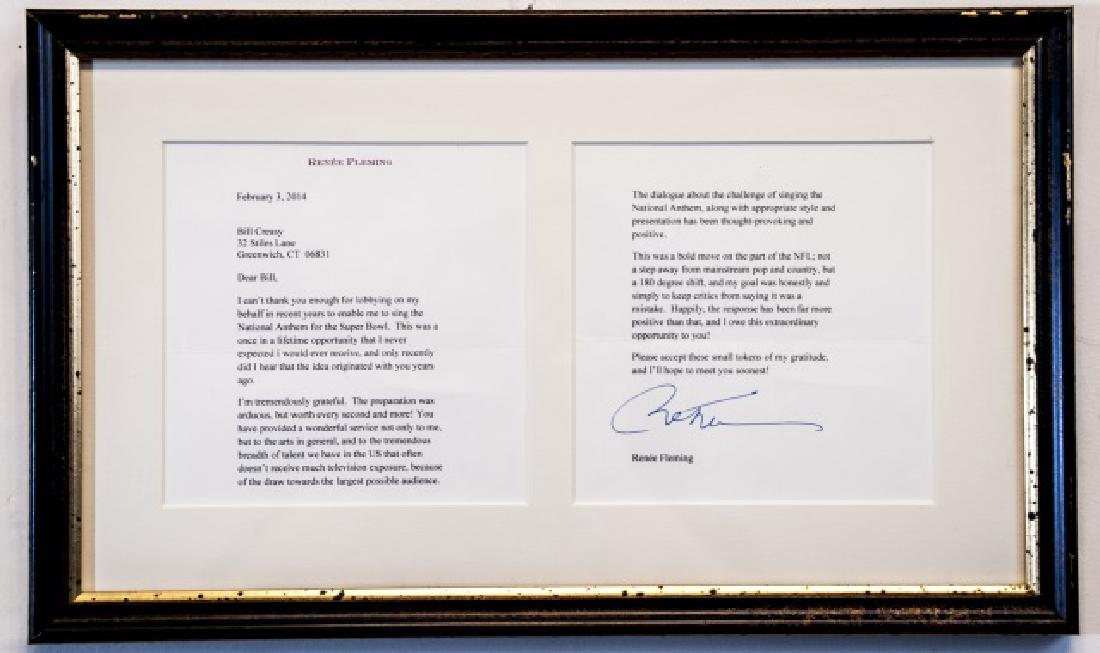 RENÉE FLEMING
February 3, 2014
Bill Creasy
32 Stiles Lane
Greenwich, CT 06831
Dear Bill,
I can't thank you enough for lobbying on my
behalf in recent years to enable me to sing the
National Anthem for the Super Bowl. This was a
once in a lifetime opportunity that I never
expected I would ever receive, and only recently
did I hear that the idea originated with you years
ago.
I'm tremendously grateful. The preparation was
arduous, but worth every second and more! You
have provided a wonderful service not only to me,
but to the arts in general, and to the tremendous
breadth of talent we have in the US that often
doesn't receive much television exposure, because
of the draw towards the largest possible audience.
The dialogue about the challenge of singing the
National Anthem, along with appropriate style and
presentation has been thought-provoking and
positive.
This was a bold move on the part of the NFL; not
a step away from mainstream pop and country, but
a 180 degree shift, and my goal was honestly and
simply to keep critics from saying it was a
mistake. Happily, the response has been far more
positive than that, and I owe this extraordinary
opportunity to you!
Please accept these small tokens of my gratitude,
and I'll hope to meet you soonest!
Renée Fleming